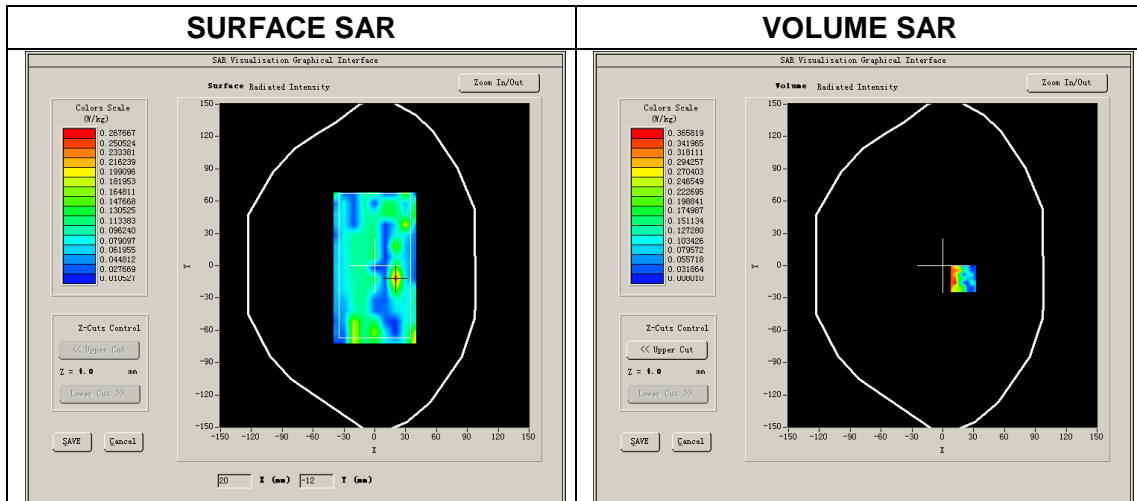 SURFACE SAR
VOLUME SAR
SAR Visualisation Graphical Interface
Surface Radiated Intensity
Zoom In/Out
Colors Scale
(W/kg)
0.267667
0.250524
0.233381
0.216239
0.199096
0.181953
0.164811
0.147668
0.130525
0.113383
0.096240
0.079097
0.061955
0.044812
0.027669
0.010527
Z-Cuts Control
<< Upper Cut
Z = 4.0 mm
Lower Cut >>
SAVE
Cancel
150
120
90
60
30
0
-30
-60
-90
-120
-150
Y
-150 -120 -90 -60 -30 0 30 60 90 120 150
X
20 X (mm) -12 Y (mm)
SAR Visualisation Graphical Interface
Volume Radiated Intensity
Zoom In/Out
Colors Scale
(W/kg)
0.365819
0.341965
0.318111
0.294257
0.270403
0.246549
0.222695
0.198841
0.174987
0.151134
0.127280
0.103426
0.079572
0.055718
0.031864
0.008010
Z-Cuts Control
<< Upper Cut
Z = 4.0 mm
Lower Cut >>
SAVE
Cancel
150
120
90
60
30
0
-30
-60
-90
-120
-150
Y
-150 -120 -90 -60 -30 0 30 60 90 120 150
X